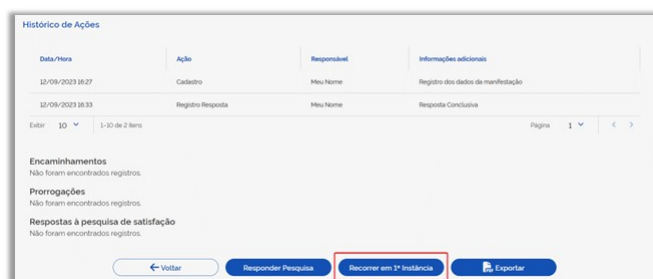 Histórico de Ações
Data/Hora Ação Responsável Informações adicionais
12/09/2023 16:27 Cadastro Meu Nome Registro dos dados da manifestação
12/09/2023 16:33 Registro Resposta Meu Nome Resposta Conclusiva
Exibir 10 1-10 de 2 itens Página 1
Encaminhamentos
Não foram encontrados registros.
Prorrogações
Não foram encontrados registros.
Respostas à pesquisa de satisfação
Não foram encontrados registros.
Voltar Responder Pesquisa Recorrer em 1ª Instância Exportar